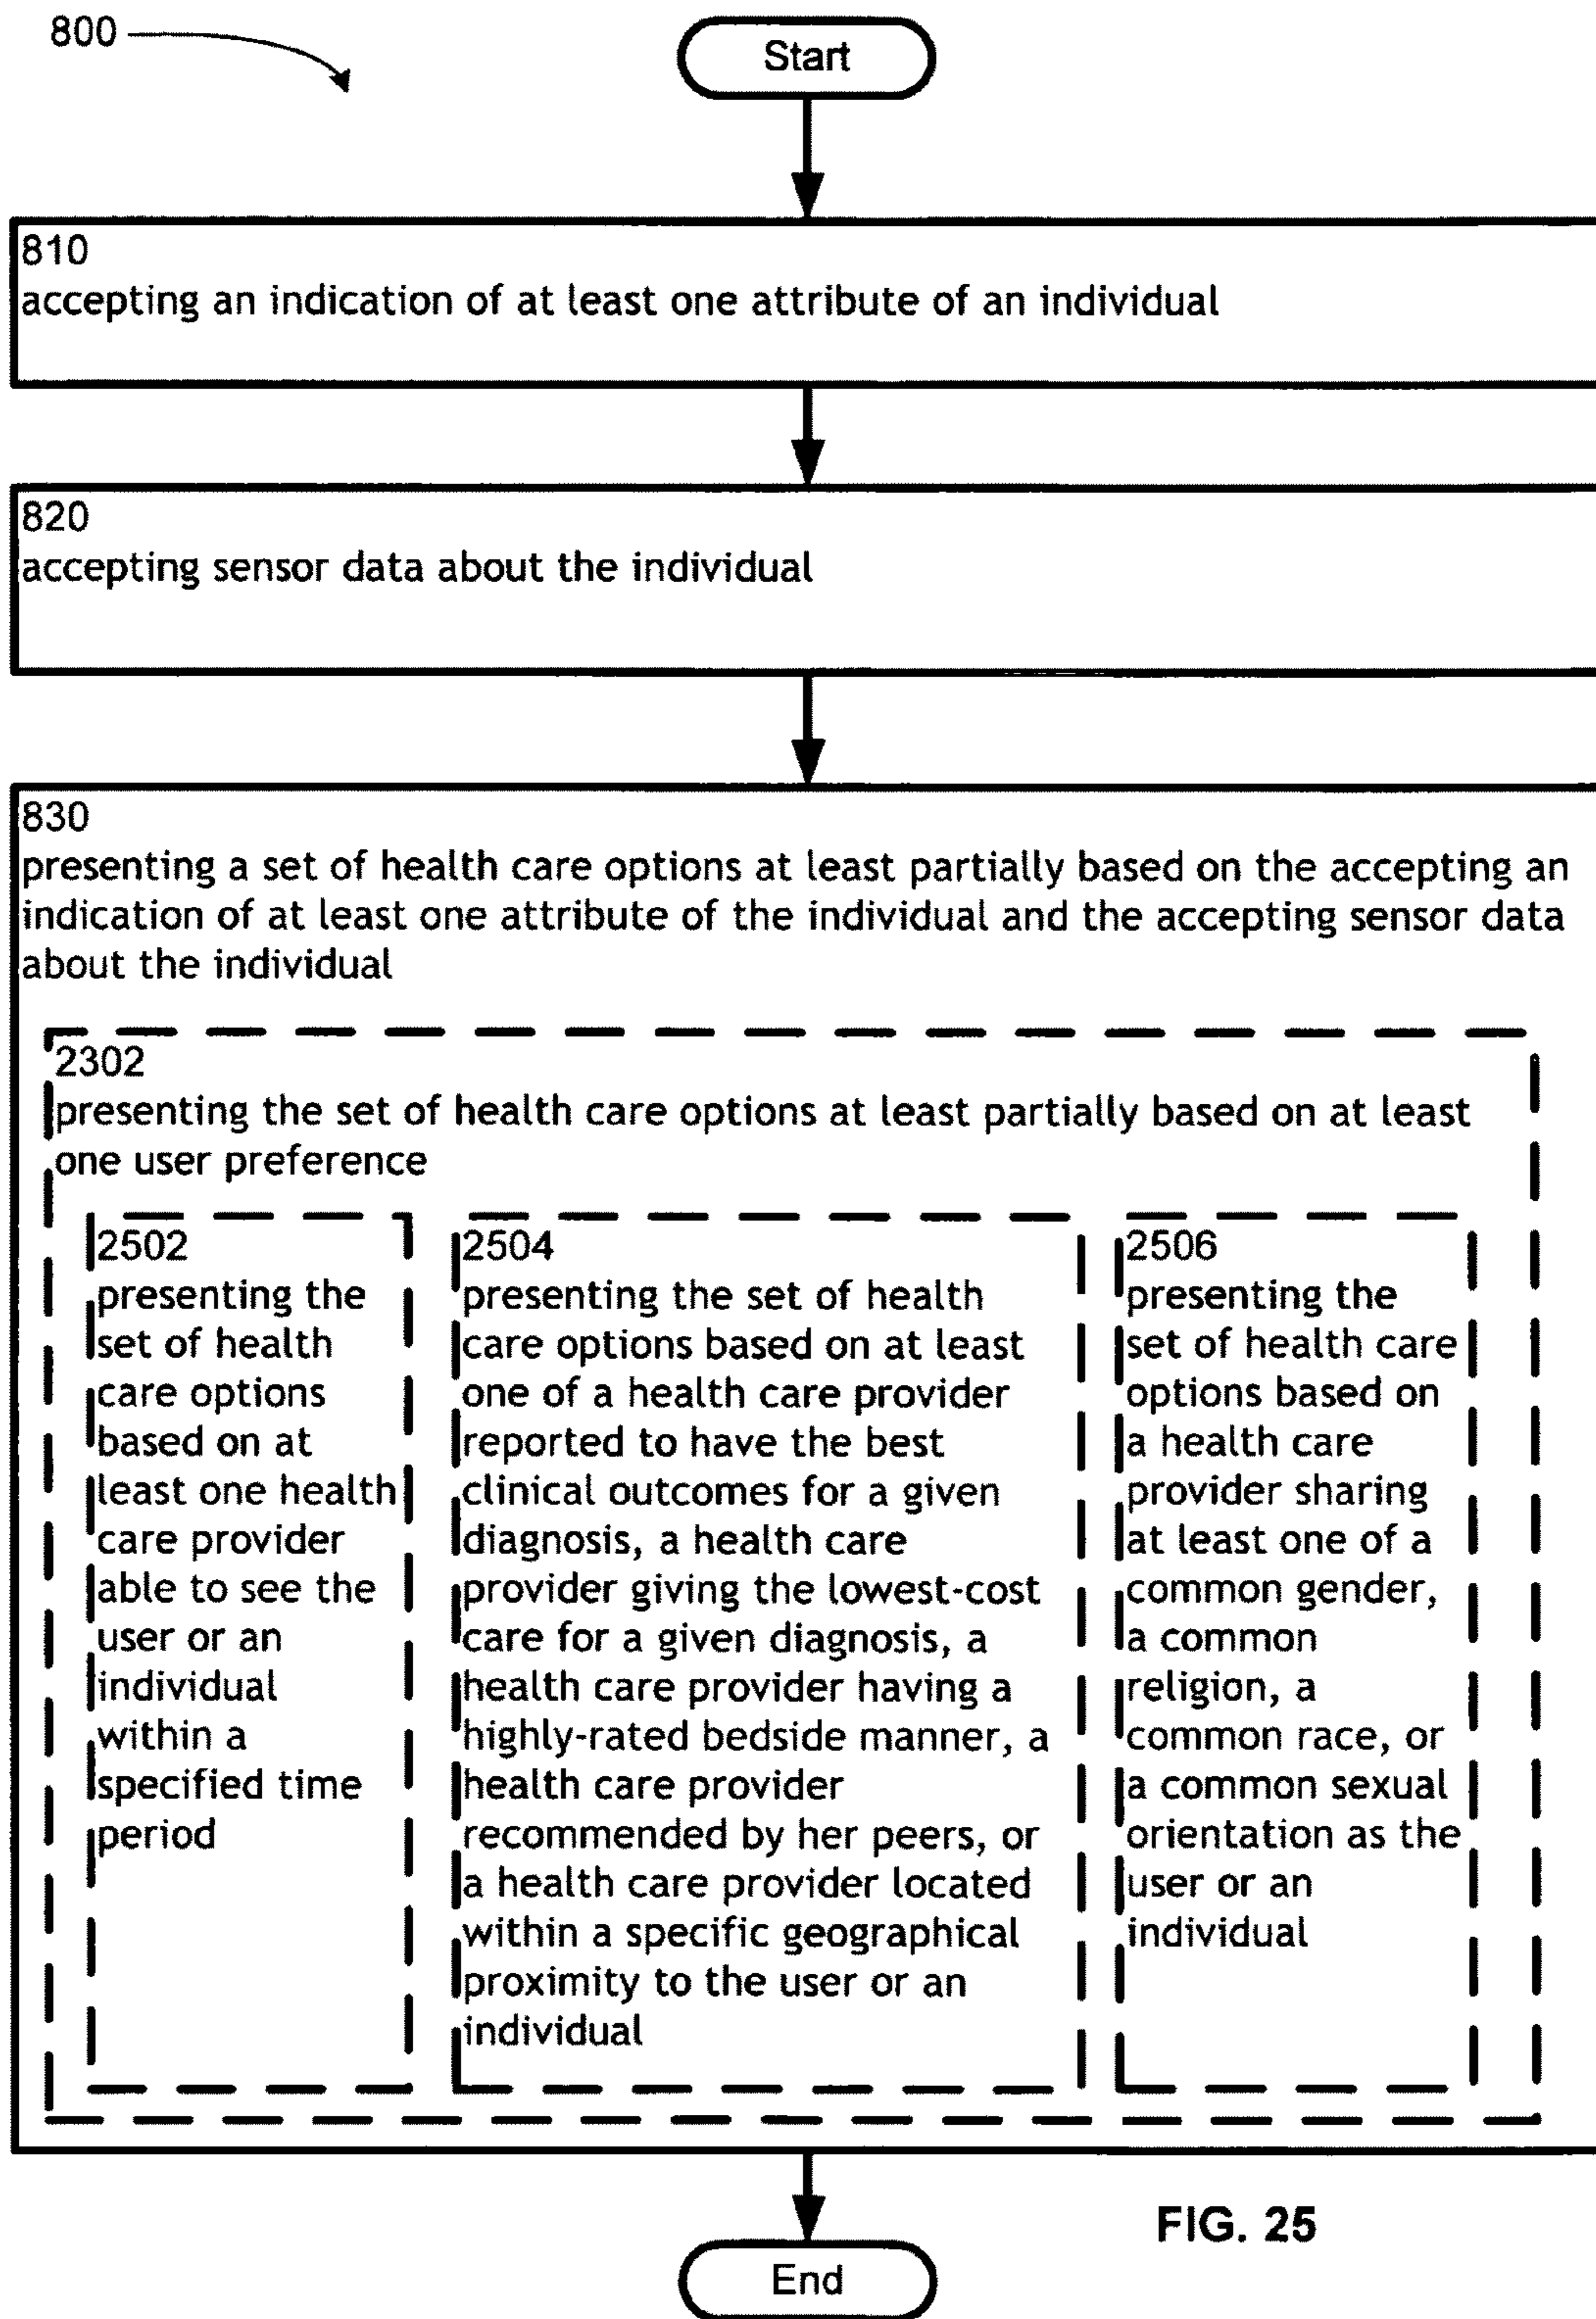 800
Start
810
accepting an indication of at least one attribute of an individual
820
accepting sensor data about the individual
830
presenting a set of health care options at least partially based on the accepting an
indication of at least one attribute of the individual and the accepting sensor data
about the individual
2302
presenting the set of health care options at least partially based on at least
one user preference
2502
presenting the
set of health
care options
based on at
least one health
care provider
able to see the
user or an
individual
within a
specified time
period
2504
presenting the set of health
care options based on at least
one of a health care provider
reported to have the best
clinical outcomes for a given
diagnosis, a health care
provider giving the lowest-cost
care for a given diagnosis, a
health care provider having a
highly-rated bedside manner, a
health care provider
recommended by her peers, or
a health care provider located
within a specific geographical
proximity to the user or an
individual
2506
presenting the
set of health care
options based on
a health care
provider sharing
at least one of a
common gender,
a common
religion, a
common race, or
a common sexual
orientation as the
user or an
individual
FIG. 25
End